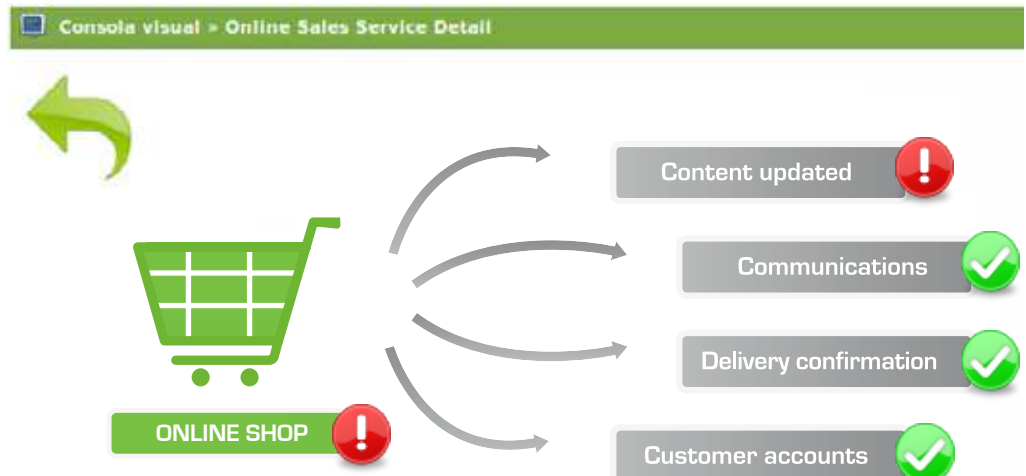 Consola visual » Online Sales Service Detail
Content updated
Communications
Delivery confirmation
ONLINE SHOP
Customer accounts